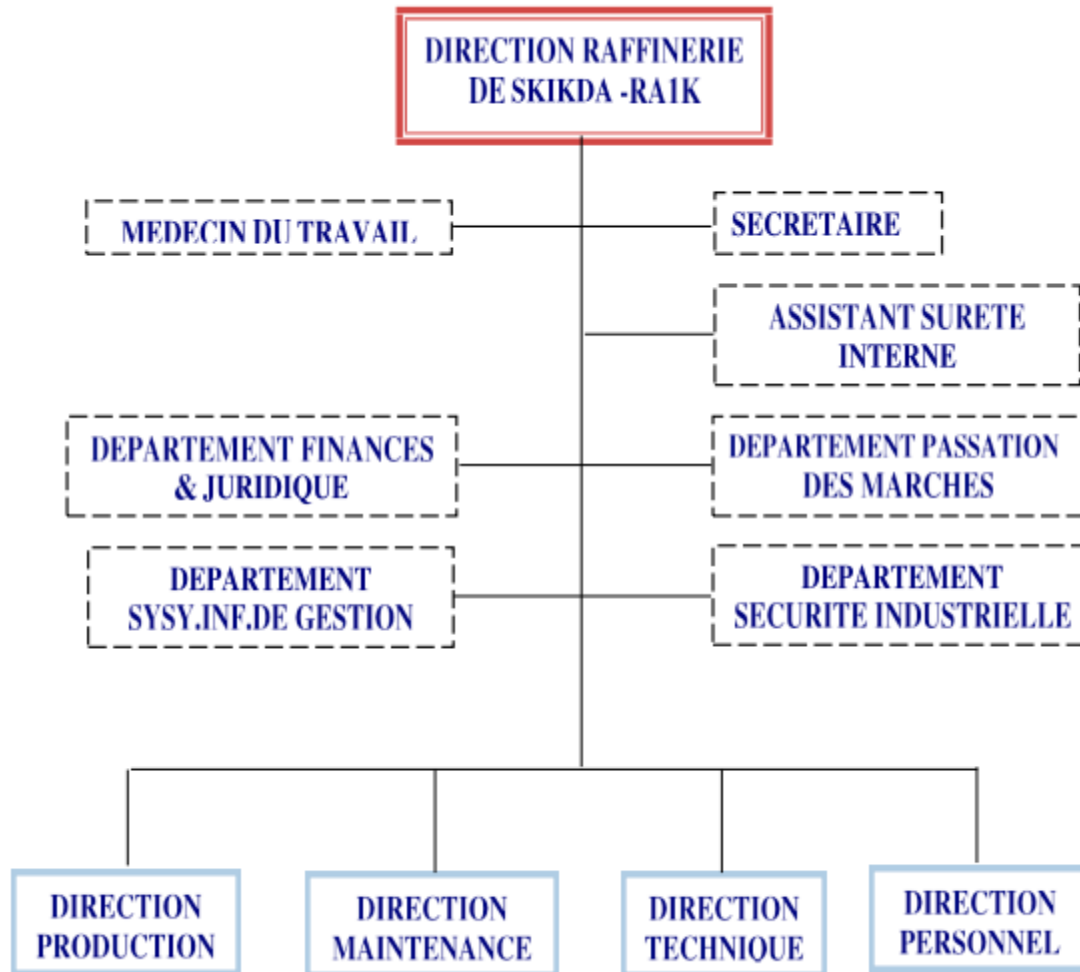 DIRECTION RAFFINERIE
DE SKIKDA -RA1K
MEDECIN DU TRAVAIL
SECRETAIRE
ASSISTANT SURETE
INTERNE
DEPARTEMENT FINANCES
& JURIDIQUE
DEPARTEMENT PASSATION
DES MARCHES
DEPARTEMENT
SYSY.INF.DE GESTION
DEPARTEMENT
SECURITE INDUSTRIELLE
DIRECTION
PRODUCTION
DIRECTION
MAINTENANCE
DIRECTION
TECHNIQUE
DIRECTION
PERSONNEL